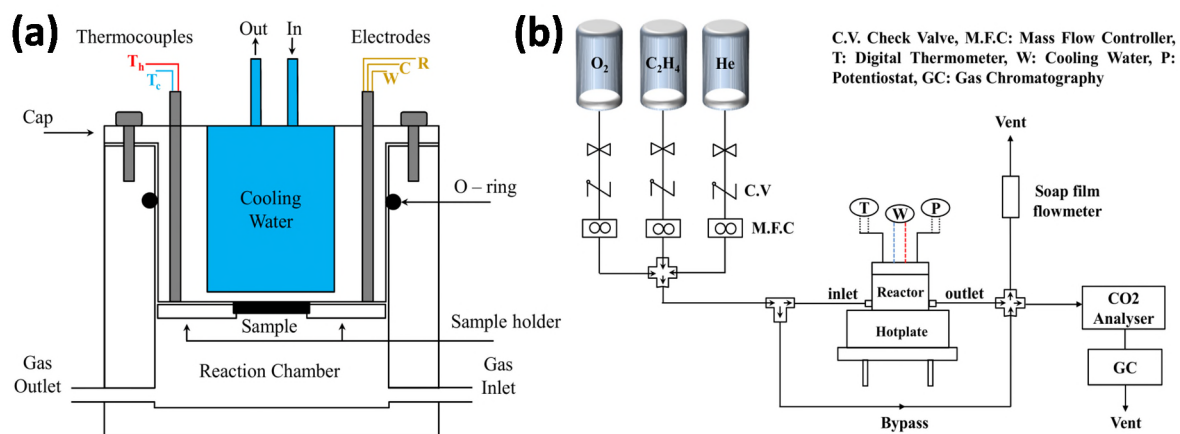 (a)
Thermocouples
Out
In
Electrodes
Th
Tc
R
C
W
Cap
Cooling
Water
O – ring
Sample
Sample holder
Reaction Chamber
Gas
Outlet
Gas
Inlet
(b)
O2
C2H4
He
C.V. Check Valve, M.F.C: Mass Flow Controller,
T: Digital Thermometer, W: Cooling Water, P:
Potentiostat, GC: Gas Chromatography
Vent
C.V
Soap film
flowmeter
M.F.C
T
W
P
inlet
Reactor
outlet
Hotplate
CO2
Analyser
GC
Bypass
Vent